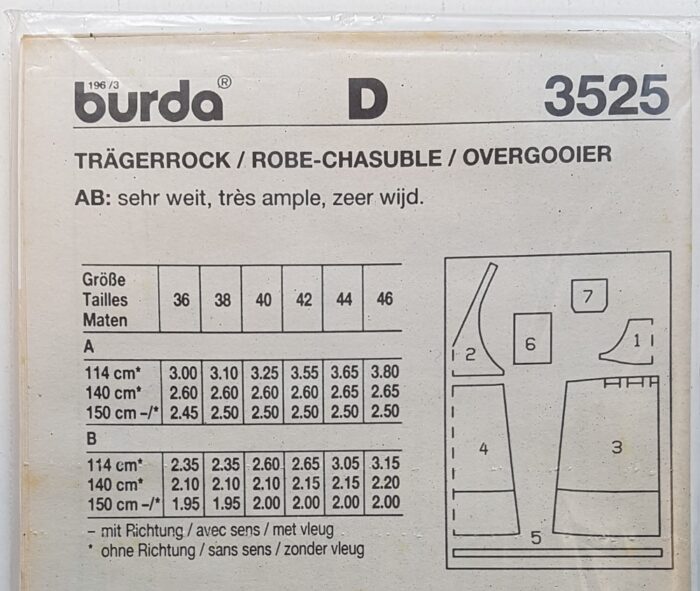 196/3
burda® D 3525
TRÄGERROCK / ROBE-CHASUBLE / OVERGOOIER
AB: sehr weit, très ample, zeer wijd.
Größe
Tailles 36 38 40 42 44 46
Maten
A
114 cm* 3.00 3.10 3.25 3.55 3.65 3.80
140 cm* 2.60 2.60 2.60 2.60 2.65 2.65
150 cm –/* 2.45 2.50 2.50 2.50 2.50 2.50
B
114 cm* 2.35 2.35 2.60 2.65 3.05 3.15
140 cm* 2.10 2.10 2.10 2.15 2.15 2.20
150 cm –/* 1.95 1.95 2.00 2.00 2.00 2.00
– mit Richtung / avec sens / met vleug
* ohne Richtung / sans sens / zonder vleug
7
2 6 1
4 3
5